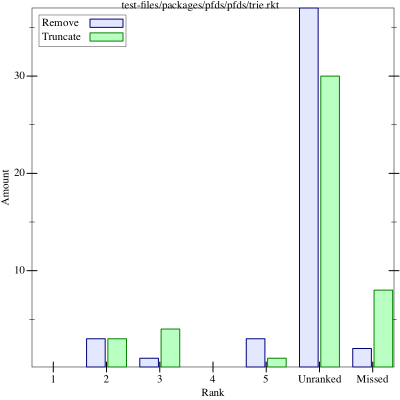 test-files/packages/pfds/pfds/trie.rkt
Remove
Truncate
30
20
10
Amount
1 2 3 4 5 Unranked Missed
Rank